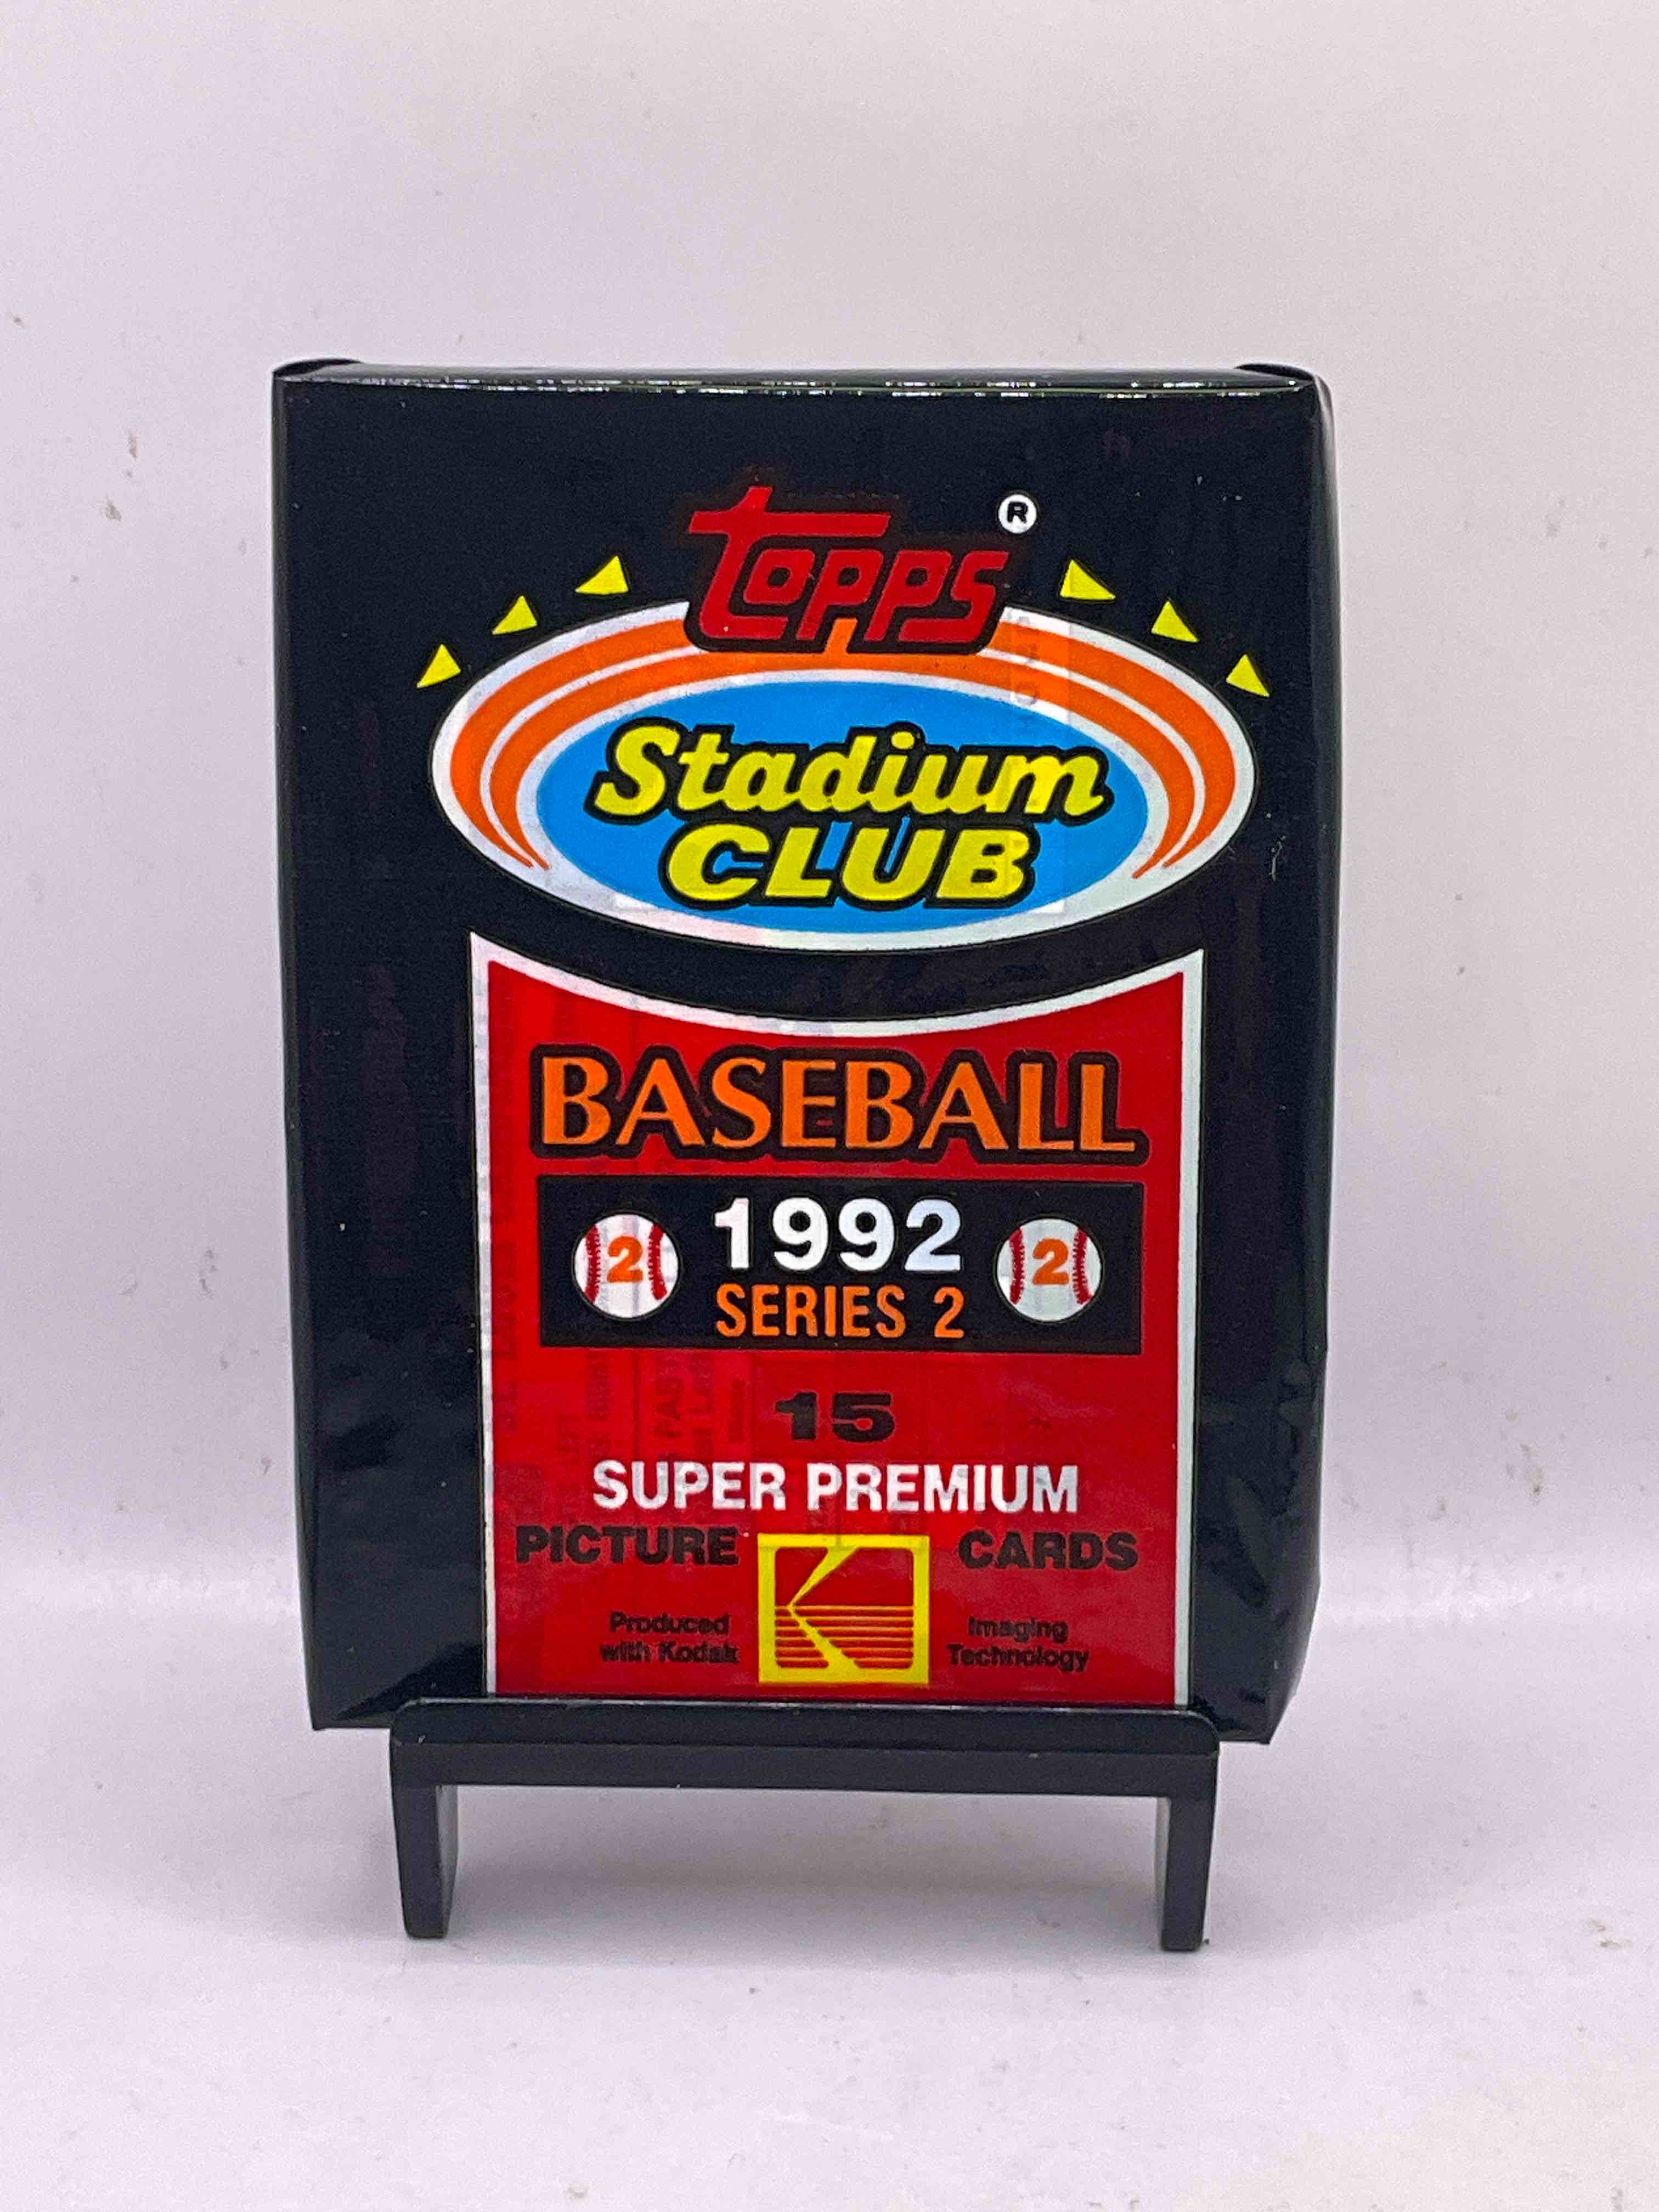 topps ®
Stadium
CLUB
BASEBALL
2 1992 2
SERIES 2
15
SUPER PREMIUM
PICTURE CARDS
Produced Imaging
with Kodak Technology